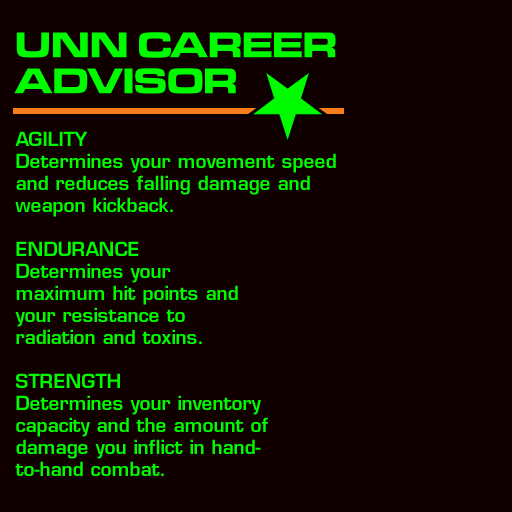 UNN CAREER
ADVISOR
AGILITY
Determines your movement speed
and reduces falling damage and
weapon kickback.
ENDURANCE
Determines your
maximum hit points and
your resistance to
radiation and toxins.
STRENGTH
Determines your inventory
capacity and the amount of
damage you inflict in hand-
to-hand combat.